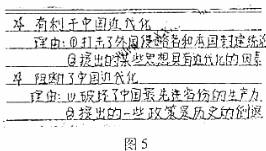 有利于中国近代化
理由:①打击了外国侵略者和本国封建统治
②提出的某些思想具有近代化的因素
阻断了中国近代化
理由:①破坏了中国最先进省份的生产力
②提出的一些政策是历史的倒退
图5